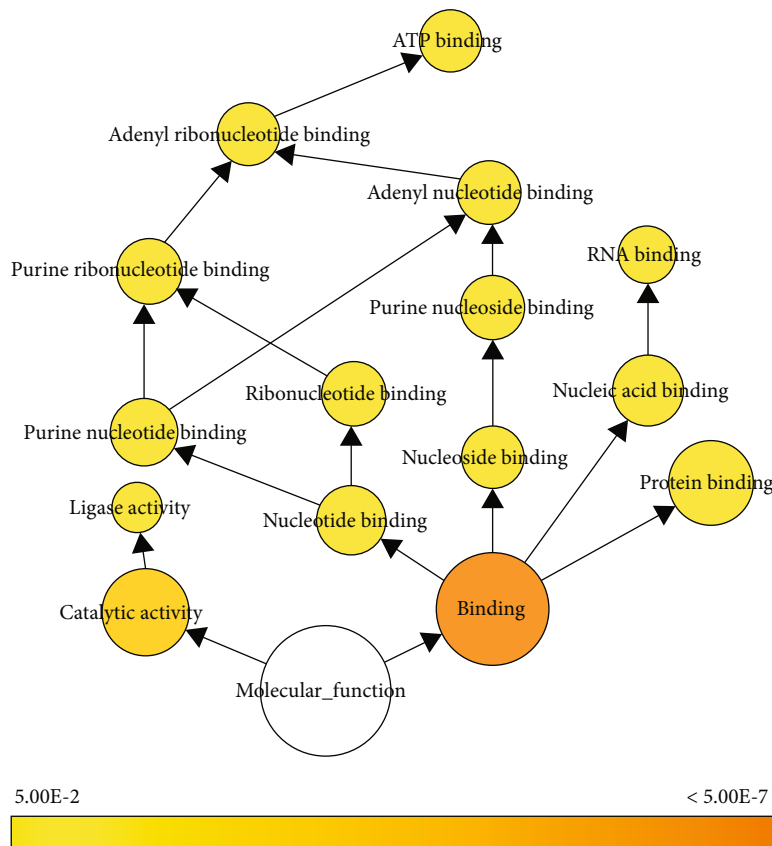 ATP binding
Adenyl ribonucleotide binding
Adenyl nucleotide binding
RNA binding
Purine ribonucleotide binding
Purine nucleoside binding
Ribonucleotide binding
Nucleic acid binding
Purine nucleotide binding
Nucleoside binding
Protein binding
Ligase activity
Nucleotide binding
Catalytic activity
Binding
Molecular_function
5.00E-2
< 5.00E-7